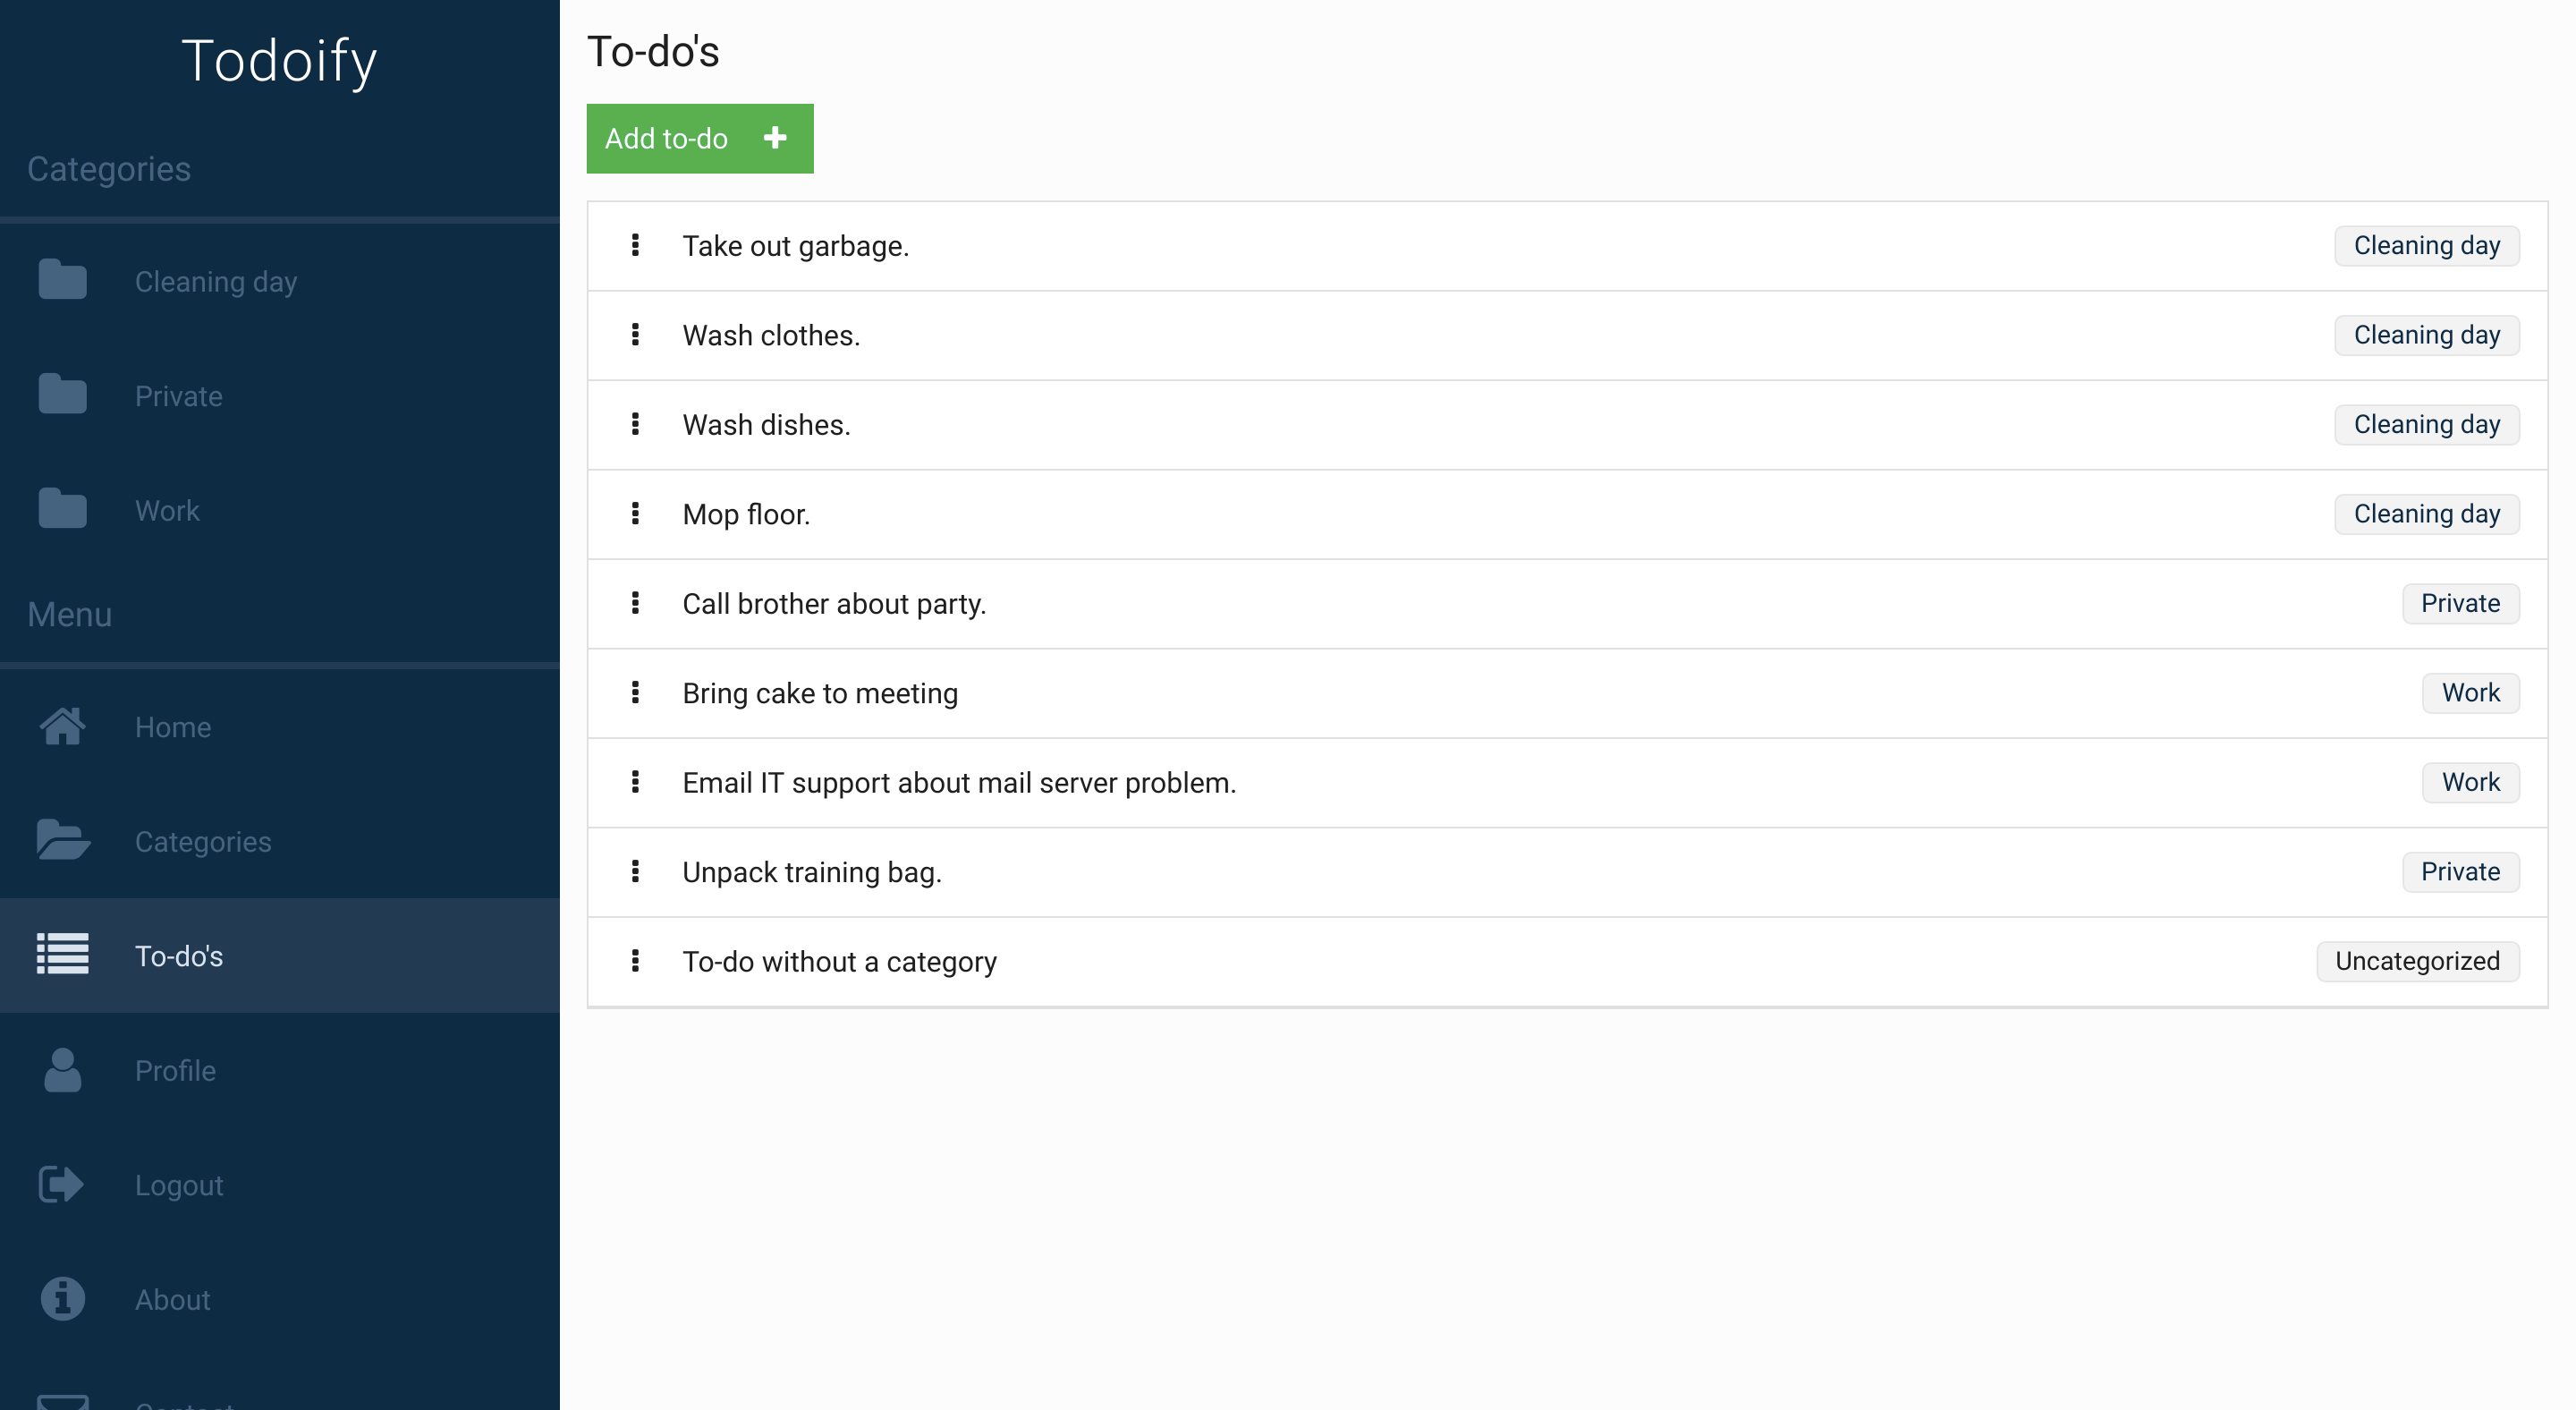 Todoify
Categories
Cleaning day
Private
Work
Menu
Home
Categories
To-do's
Profile
Logout
About
To-do's
Add to-do
Take out garbage. Cleaning day
Wash clothes. Cleaning day
Wash dishes. Cleaning day
Mop floor. Cleaning day
Call brother about party. Private
Bring cake to meeting Work
Email IT support about mail server problem. Work
Unpack training bag. Private
To-do without a category Uncategorized